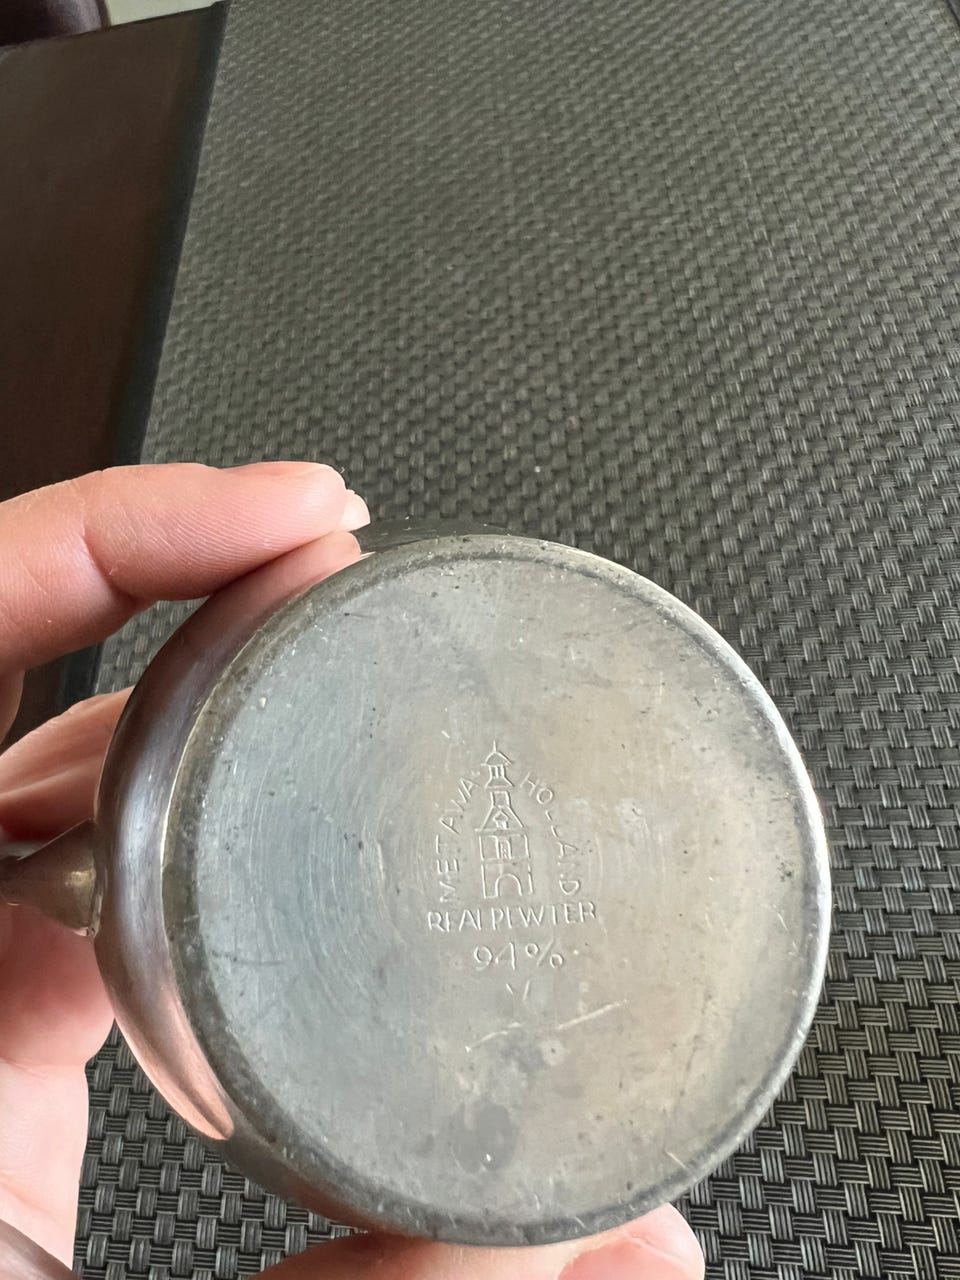 METAWA HOLLAND
REAL PEWTER
94%
V